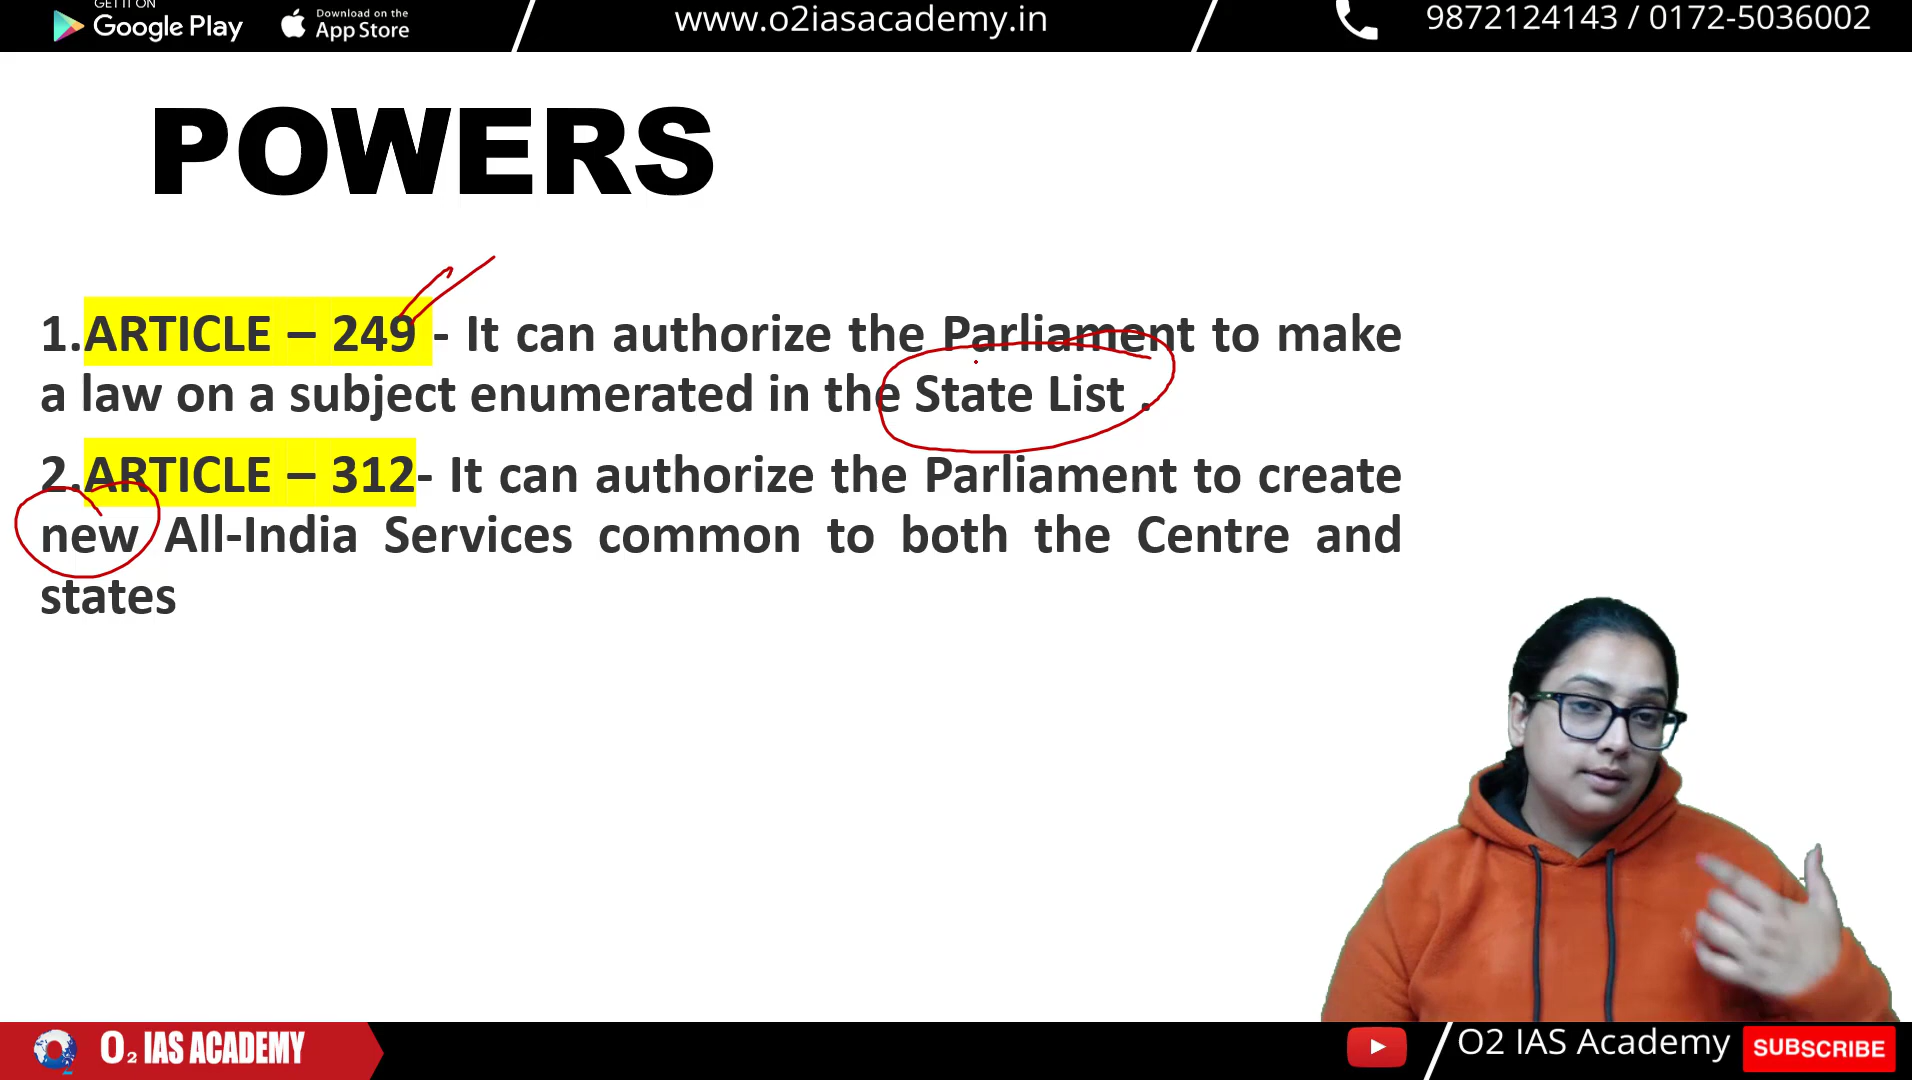 GET IT ON
Google Play
Download on the
App Store
www.o2iasacademy.in
9872124143 / 0172-5036002
POWERS
1.ARTICLE – 249 - It can authorize the Parliament to make
a law on a subject enumerated in the State List .
2.ARTICLE – 312- It can authorize the Parliament to create
new All-India Services common to both the Centre and
states
O2 IAS ACADEMY
O2 IAS Academy
SUBSCRIBE